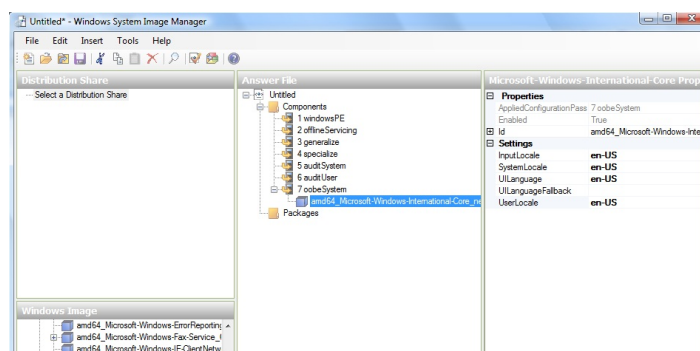 Untitled* - Windows System Image Manager
File Edit Insert Tools Help
Distribution Share
Select a Distribution Share
Answer File
Untitled
Components
1 windowsPE
2 offlineServicing
3 generalize
4 specialize
5 auditSystem
6 auditUser
7 oobeSystem
amd64_Microsoft-Windows-International-Core_ne
Packages
Microsoft-Windows-International-Core Prop
Properties
AppliedConfigurationPass 7 oobeSystem
Enabled True
Id amd64_Microsoft-Windows-Inte
Settings
InputLocale en-US
SystemLocale en-US
UILanguage en-US
UILanguageFallback
UserLocale en-US
Windows Image
amd64_Microsoft-Windows-ErrorReporting
amd64_Microsoft-Windows-Fax-Service_
amd64_Microsoft-Windows-IE-ClientNetw